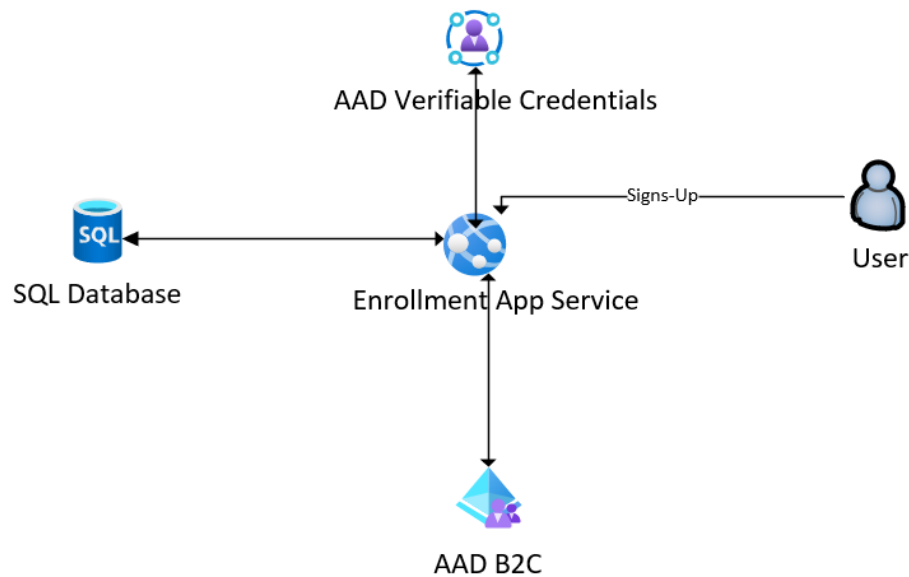 AAD Verifiable Credentials
Signs-Up
SQL
User
SQL Database
Enrollment App Service
AAD B2C